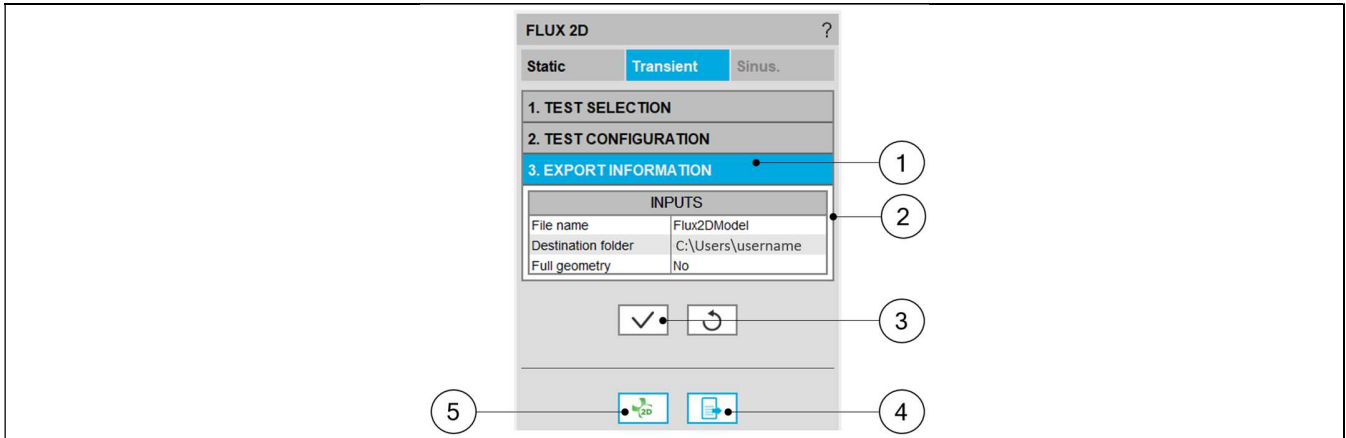 FLUX 2D ?
Static Transient Sinus.
1. TEST SELECTION
2. TEST CONFIGURATION
3. EXPORT INFORMATION
1
INPUTS
2
File name Flux2DModel
Destination folder C:\Users\username
Full geometry No
3
5
2D
4